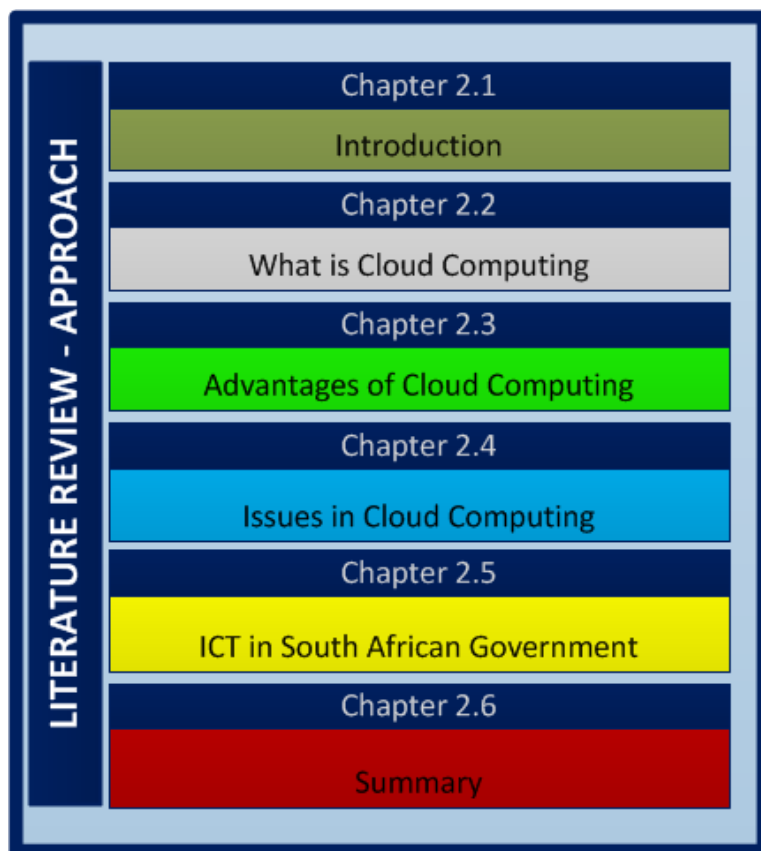 LITERATURE REVIEW - APPROACH
Chapter 2.1
Introduction
Chapter 2.2
What is Cloud Computing
Chapter 2.3
Advantages of Cloud Computing
Chapter 2.4
Issues in Cloud Computing
Chapter 2.5
ICT in South African Government
Chapter 2.6
Summary